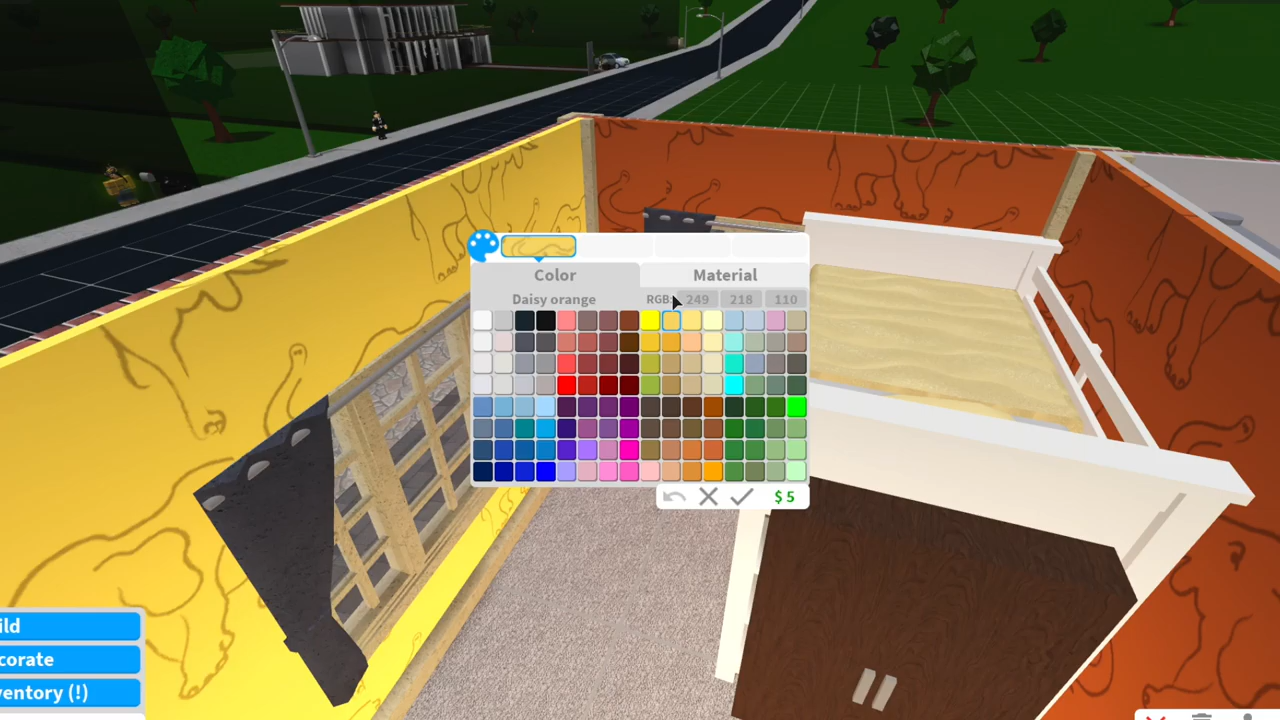 Color
Material
Daisy orange
RGB: 249 218 110
$ 5
ild
corate
ventory (!)